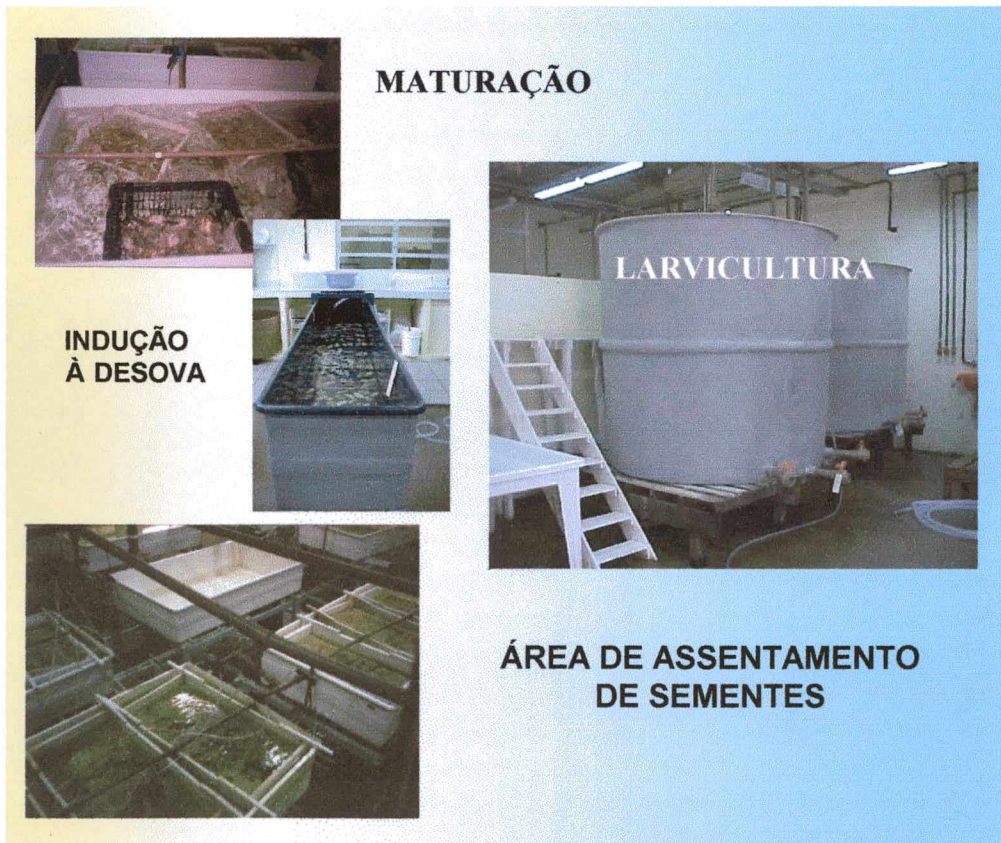 MATURAÇÃO
LARVICULTURA
INDUÇÃO
À DESOVA
ÁREA DE ASSENTAMENTO
DE SEMENTES